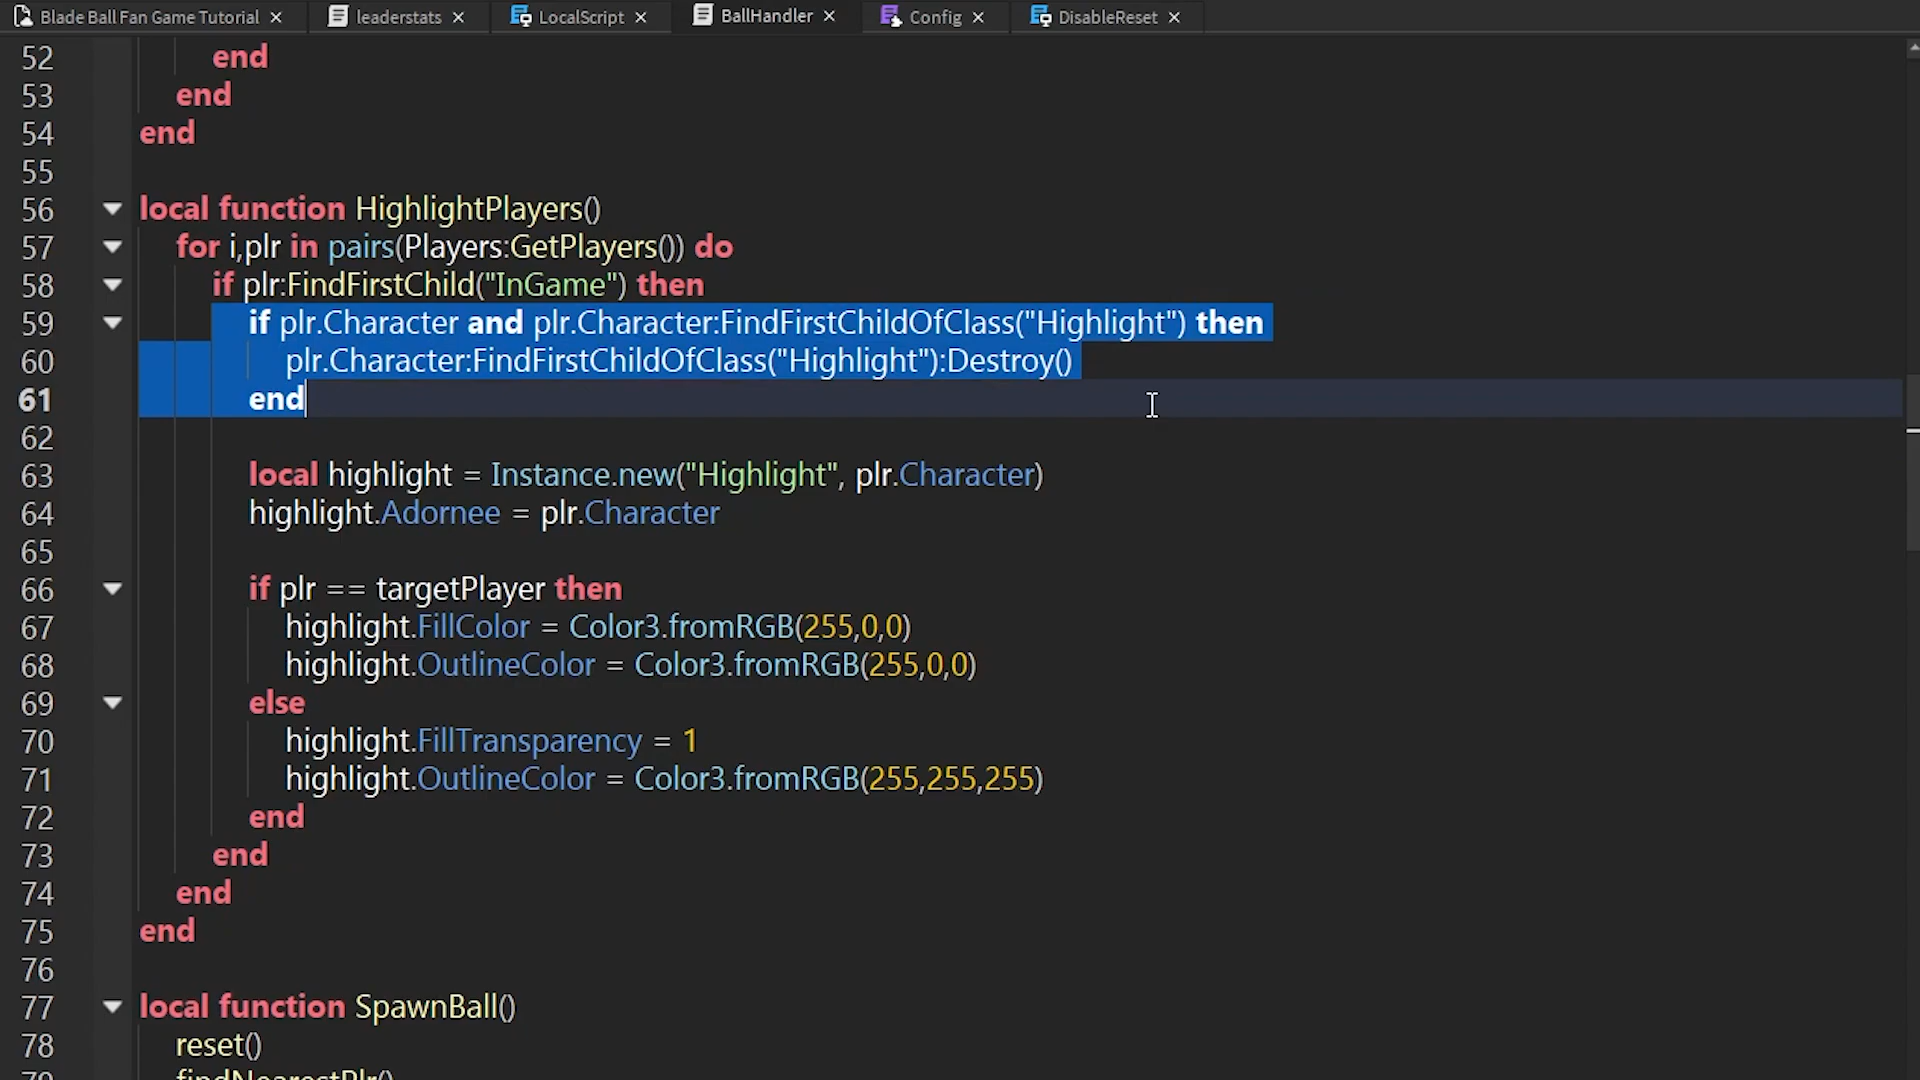 Blade Ball Fan Game Tutorial × leaderstats × LocalScript × BallHandler × Config × DisableReset ×
52 end
53 end
54 end
55
56 local function HighlightPlayers()
57 for i,plr in pairs(Players:GetPlayers()) do
58 if plr:FindFirstChild("InGame") then
59 if plr.Character and plr.Character:FindFirstChildOfClass("Highlight") then
60 plr.Character:FindFirstChildOfClass("Highlight"):Destroy()
61 end
62
63 local highlight = Instance.new("Highlight", plr.Character)
64 highlight.Adornee = plr.Character
65
66 if plr == targetPlayer then
67 highlight.FillColor = Color3.fromRGB(255,0,0)
68 highlight.OutlineColor = Color3.fromRGB(255,0,0)
69 else
70 highlight.FillTransparency = 1
71 highlight.OutlineColor = Color3.fromRGB(255,255,255)
72 end
73 end
74 end
75 end
76
77 local function SpawnBall()
78 reset()
79 findNearestPlr()